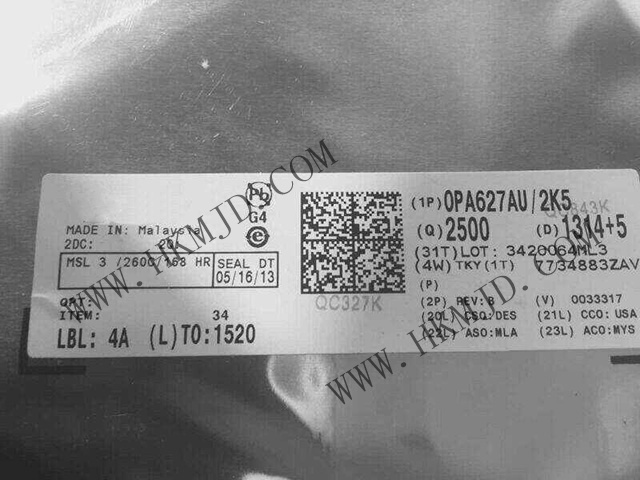 Pb
G4
e
MADE IN: Malaysia
2DC: 20:
MSL 3 /260C/168 HR
SEAL DT
05/16/13
OPT:
ITEM: 34
LBL: 4A (L)TO:1520
(1P) OPA627AU/2K5
(Q) 2500 (D) 1314+5
(31T)LOT: 3420064ML3
(4W) TKY(1T) 7734883ZAV
(P)
(2P) REV:B (V) 0033317
(20L) CSO:DES (21L) CCO: USA
(22L) ASO:MLA (23L) ACO:MYS
QC327K
WWW.HKMJD.COM
WWW.HKMJD.